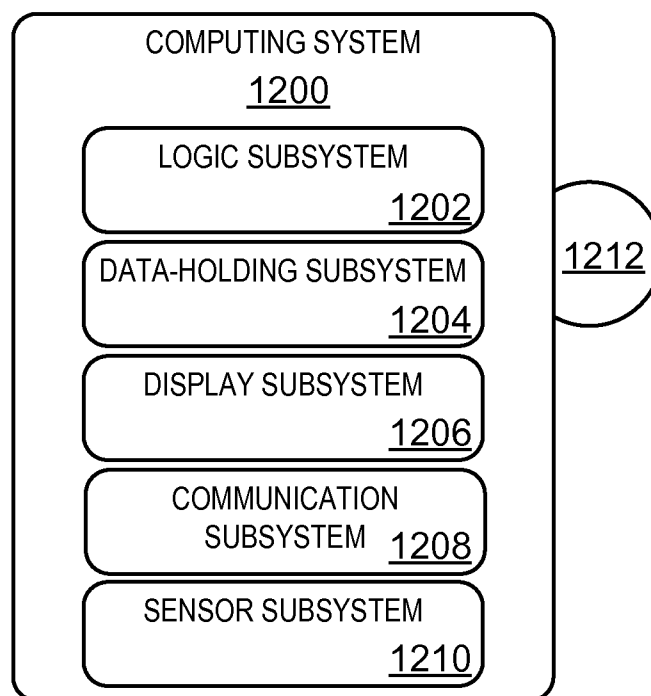 COMPUTING SYSTEM
1200
LOGIC SUBSYSTEM
1202
DATA-HOLDING SUBSYSTEM
1204
DISPLAY SUBSYSTEM
1206
COMMUNICATION
SUBSYSTEM
1208
SENSOR SUBSYSTEM
1210
1212